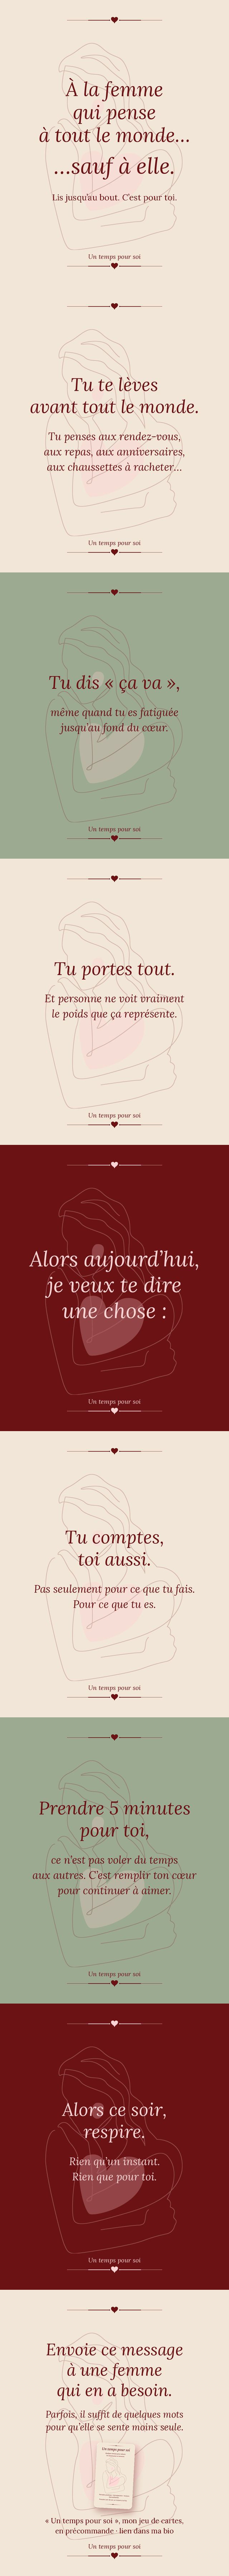 À la femme
qui pense
à tout le monde…
…sauf à elle.
Lis jusqu'au bout. C'est pour toi.
Un temps pour soi
Tu te lèves
avant tout le monde.
Tu penses aux rendez-vous,
aux repas, aux anniversaires,
aux chaussettes à racheter…
Un temps pour soi
Tu dis « ça va »,
même quand tu es fatiguée
jusqu'au fond du cœur.
Un temps pour soi
Tu portes tout.
Et personne ne voit vraiment
le poids que ça représente.
Un temps pour soi
Alors aujourd'hui,
je veux te dire
une chose :
Un temps pour soi
Tu comptes,
toi aussi.
Pas seulement pour ce que tu fais.
Pour ce que tu es.
Un temps pour soi
Prendre 5 minutes
pour toi,
ce n'est pas voler du temps
aux autres. C'est remplir ton cœur
pour continuer à aimer.
Un temps pour soi
Alors ce soir,
respire.
Rien qu'un instant.
Rien que pour toi.
Un temps pour soi
Envoie ce message
à une femme
qui en a besoin.
Parfois, il suffit de quelques mots
pour qu'elle se sente moins seule.
Un temps pour soi
« Un temps pour soi », mon jeu de cartes,
en précommande · lien dans ma bio
Un temps pour soi